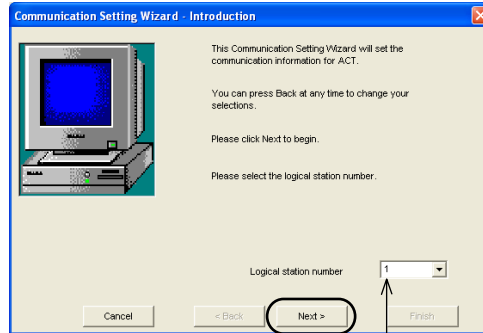 Communication Setting Wizard - Introduction
This Communication Setting Wizard will set the
communication information for ACT.
You can press Back at any time to change your
selections.
Please click Next to begin.
Please select the logical station number.
Logical station number 1
Cancel < Back Next > Finish